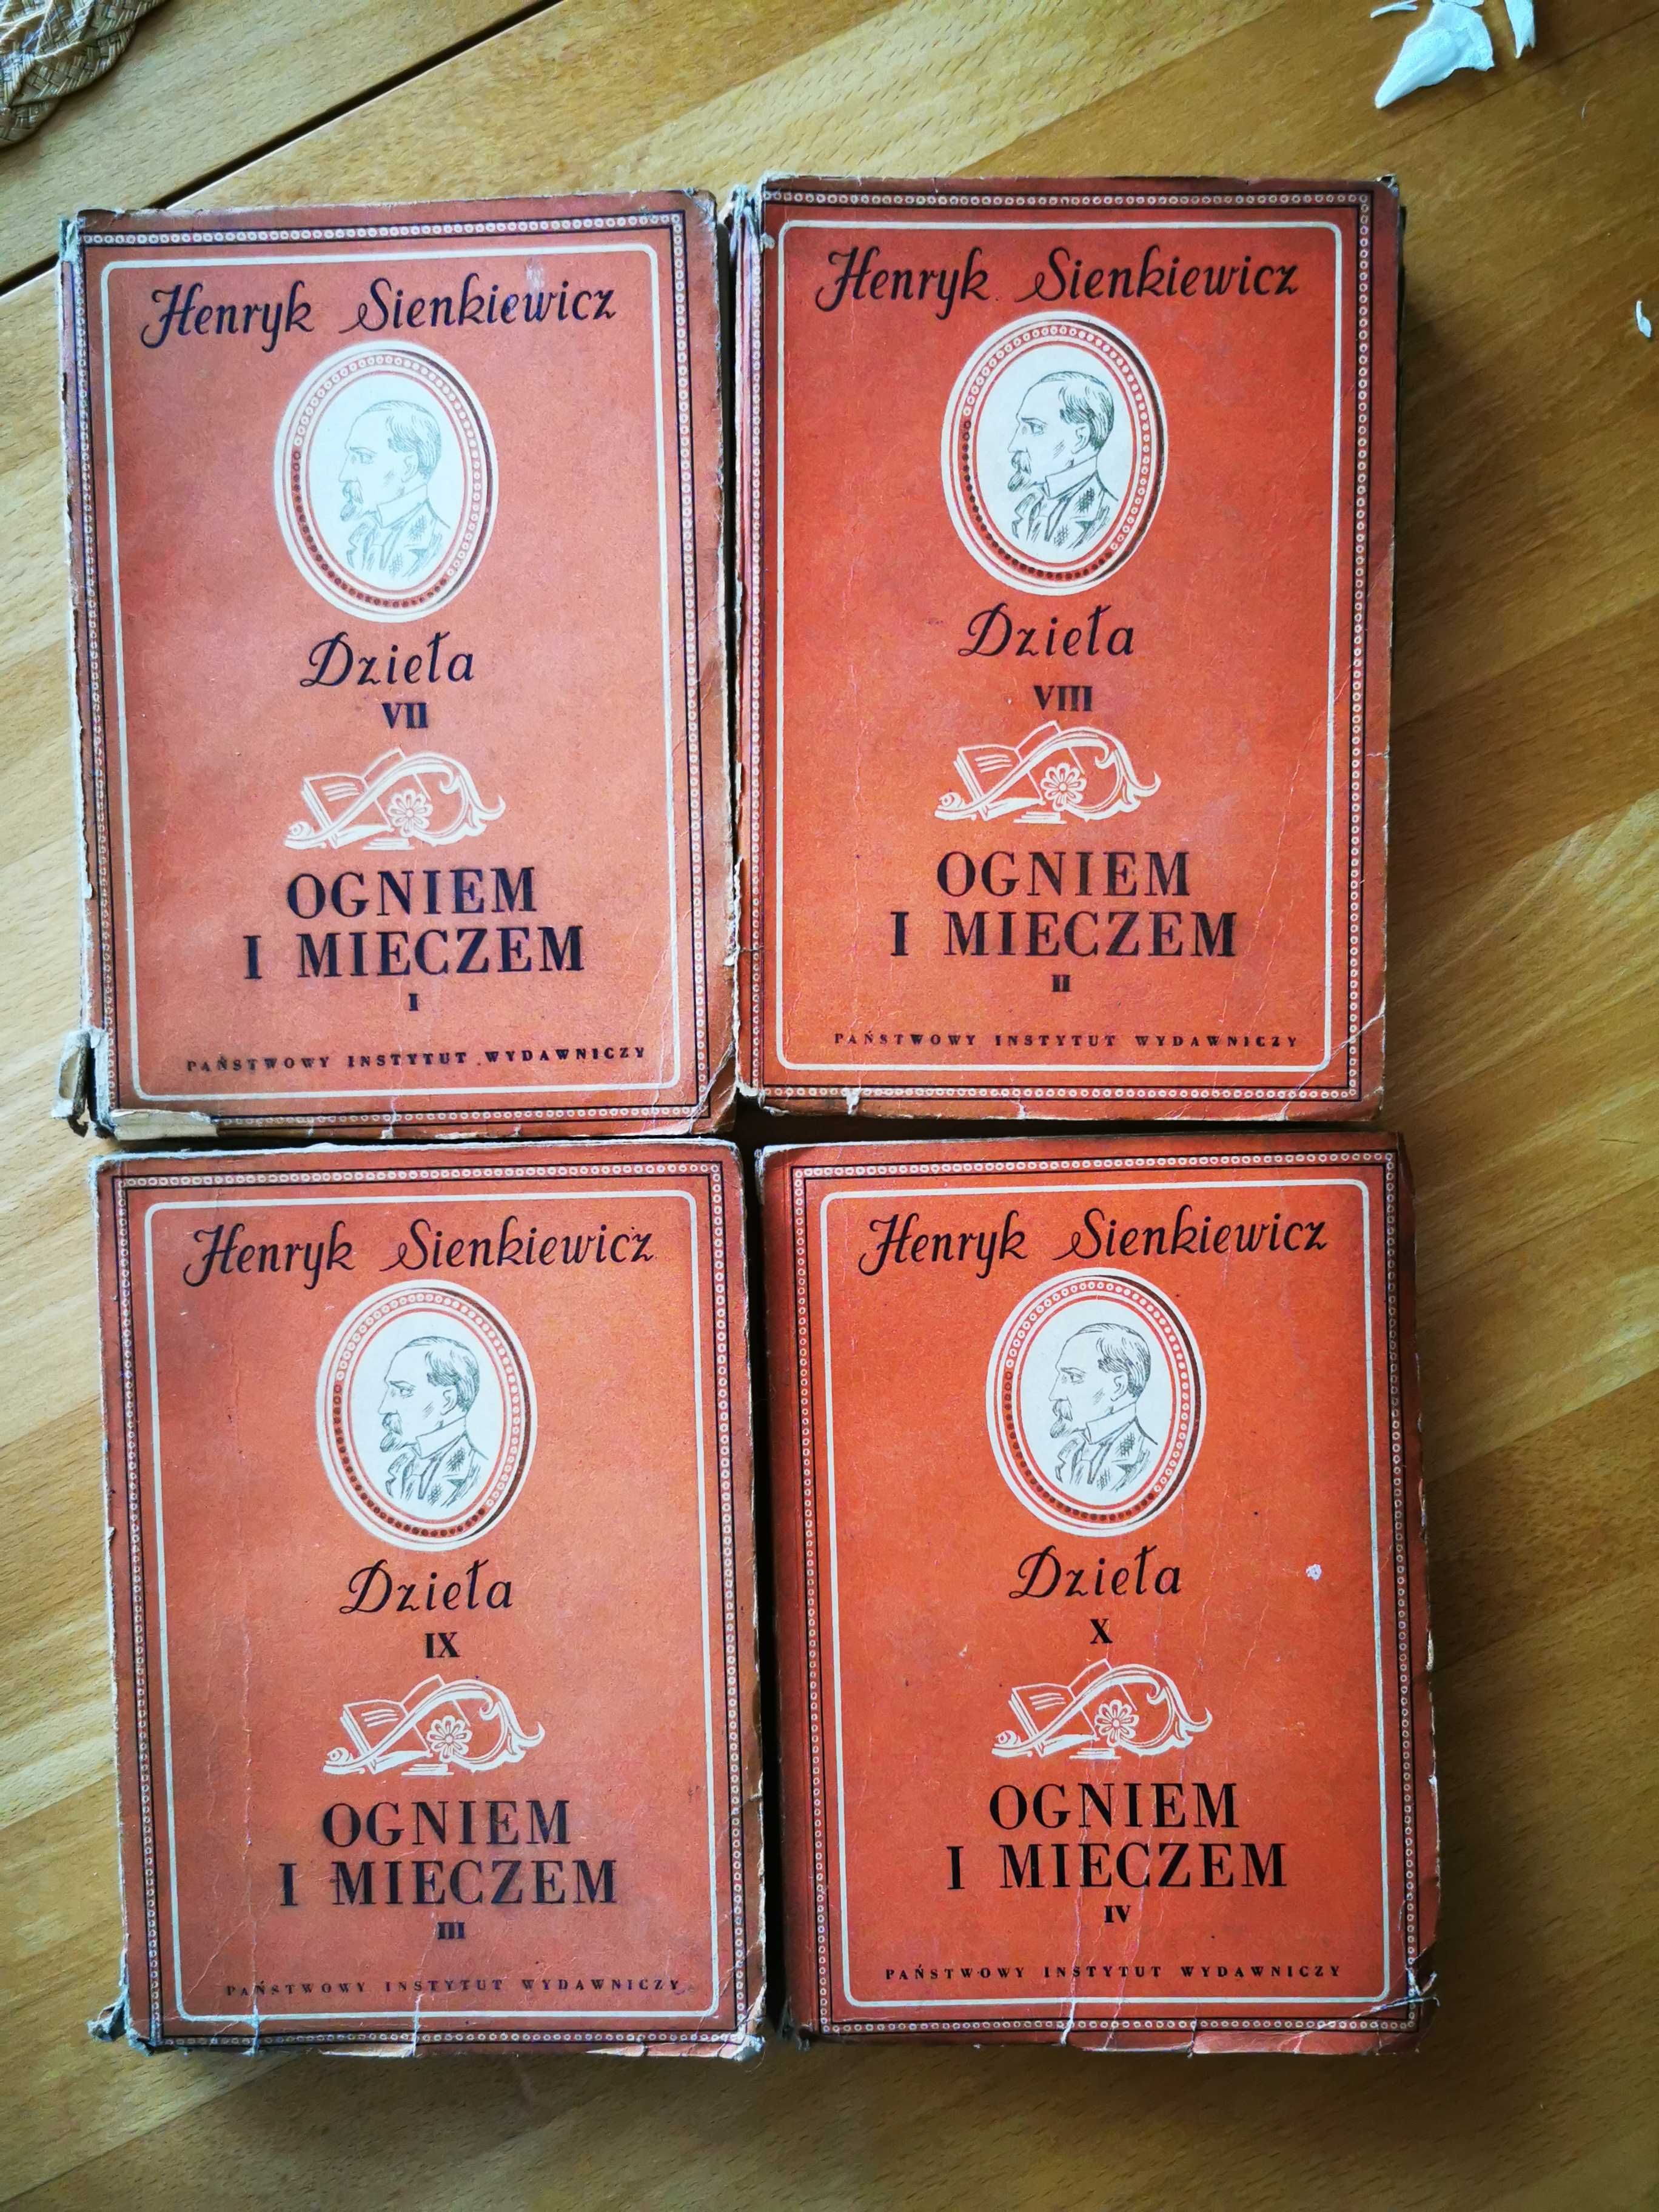 Henryk Sienkiewicz
Dzieła
VII
OGNIEM
I MIECZEM
I
PAŃSTWOWY INSTYTUT WYDAWNICZY
Henryk Sienkiewicz
Dzieła
VIII
OGNIEM
I MIECZEM
II
PAŃSTWOWY INSTYTUT WYDAWNICZY
Henryk Sienkiewicz
Dzieła
IX
OGNIEM
I MIECZEM
III
PAŃSTWOWY INSTYTUT WYDAWNICZY
Henryk Sienkiewicz
Dzieła
X
OGNIEM
I MIECZEM
IV
PAŃSTWOWY INSTYTUT WYDAWNICZY